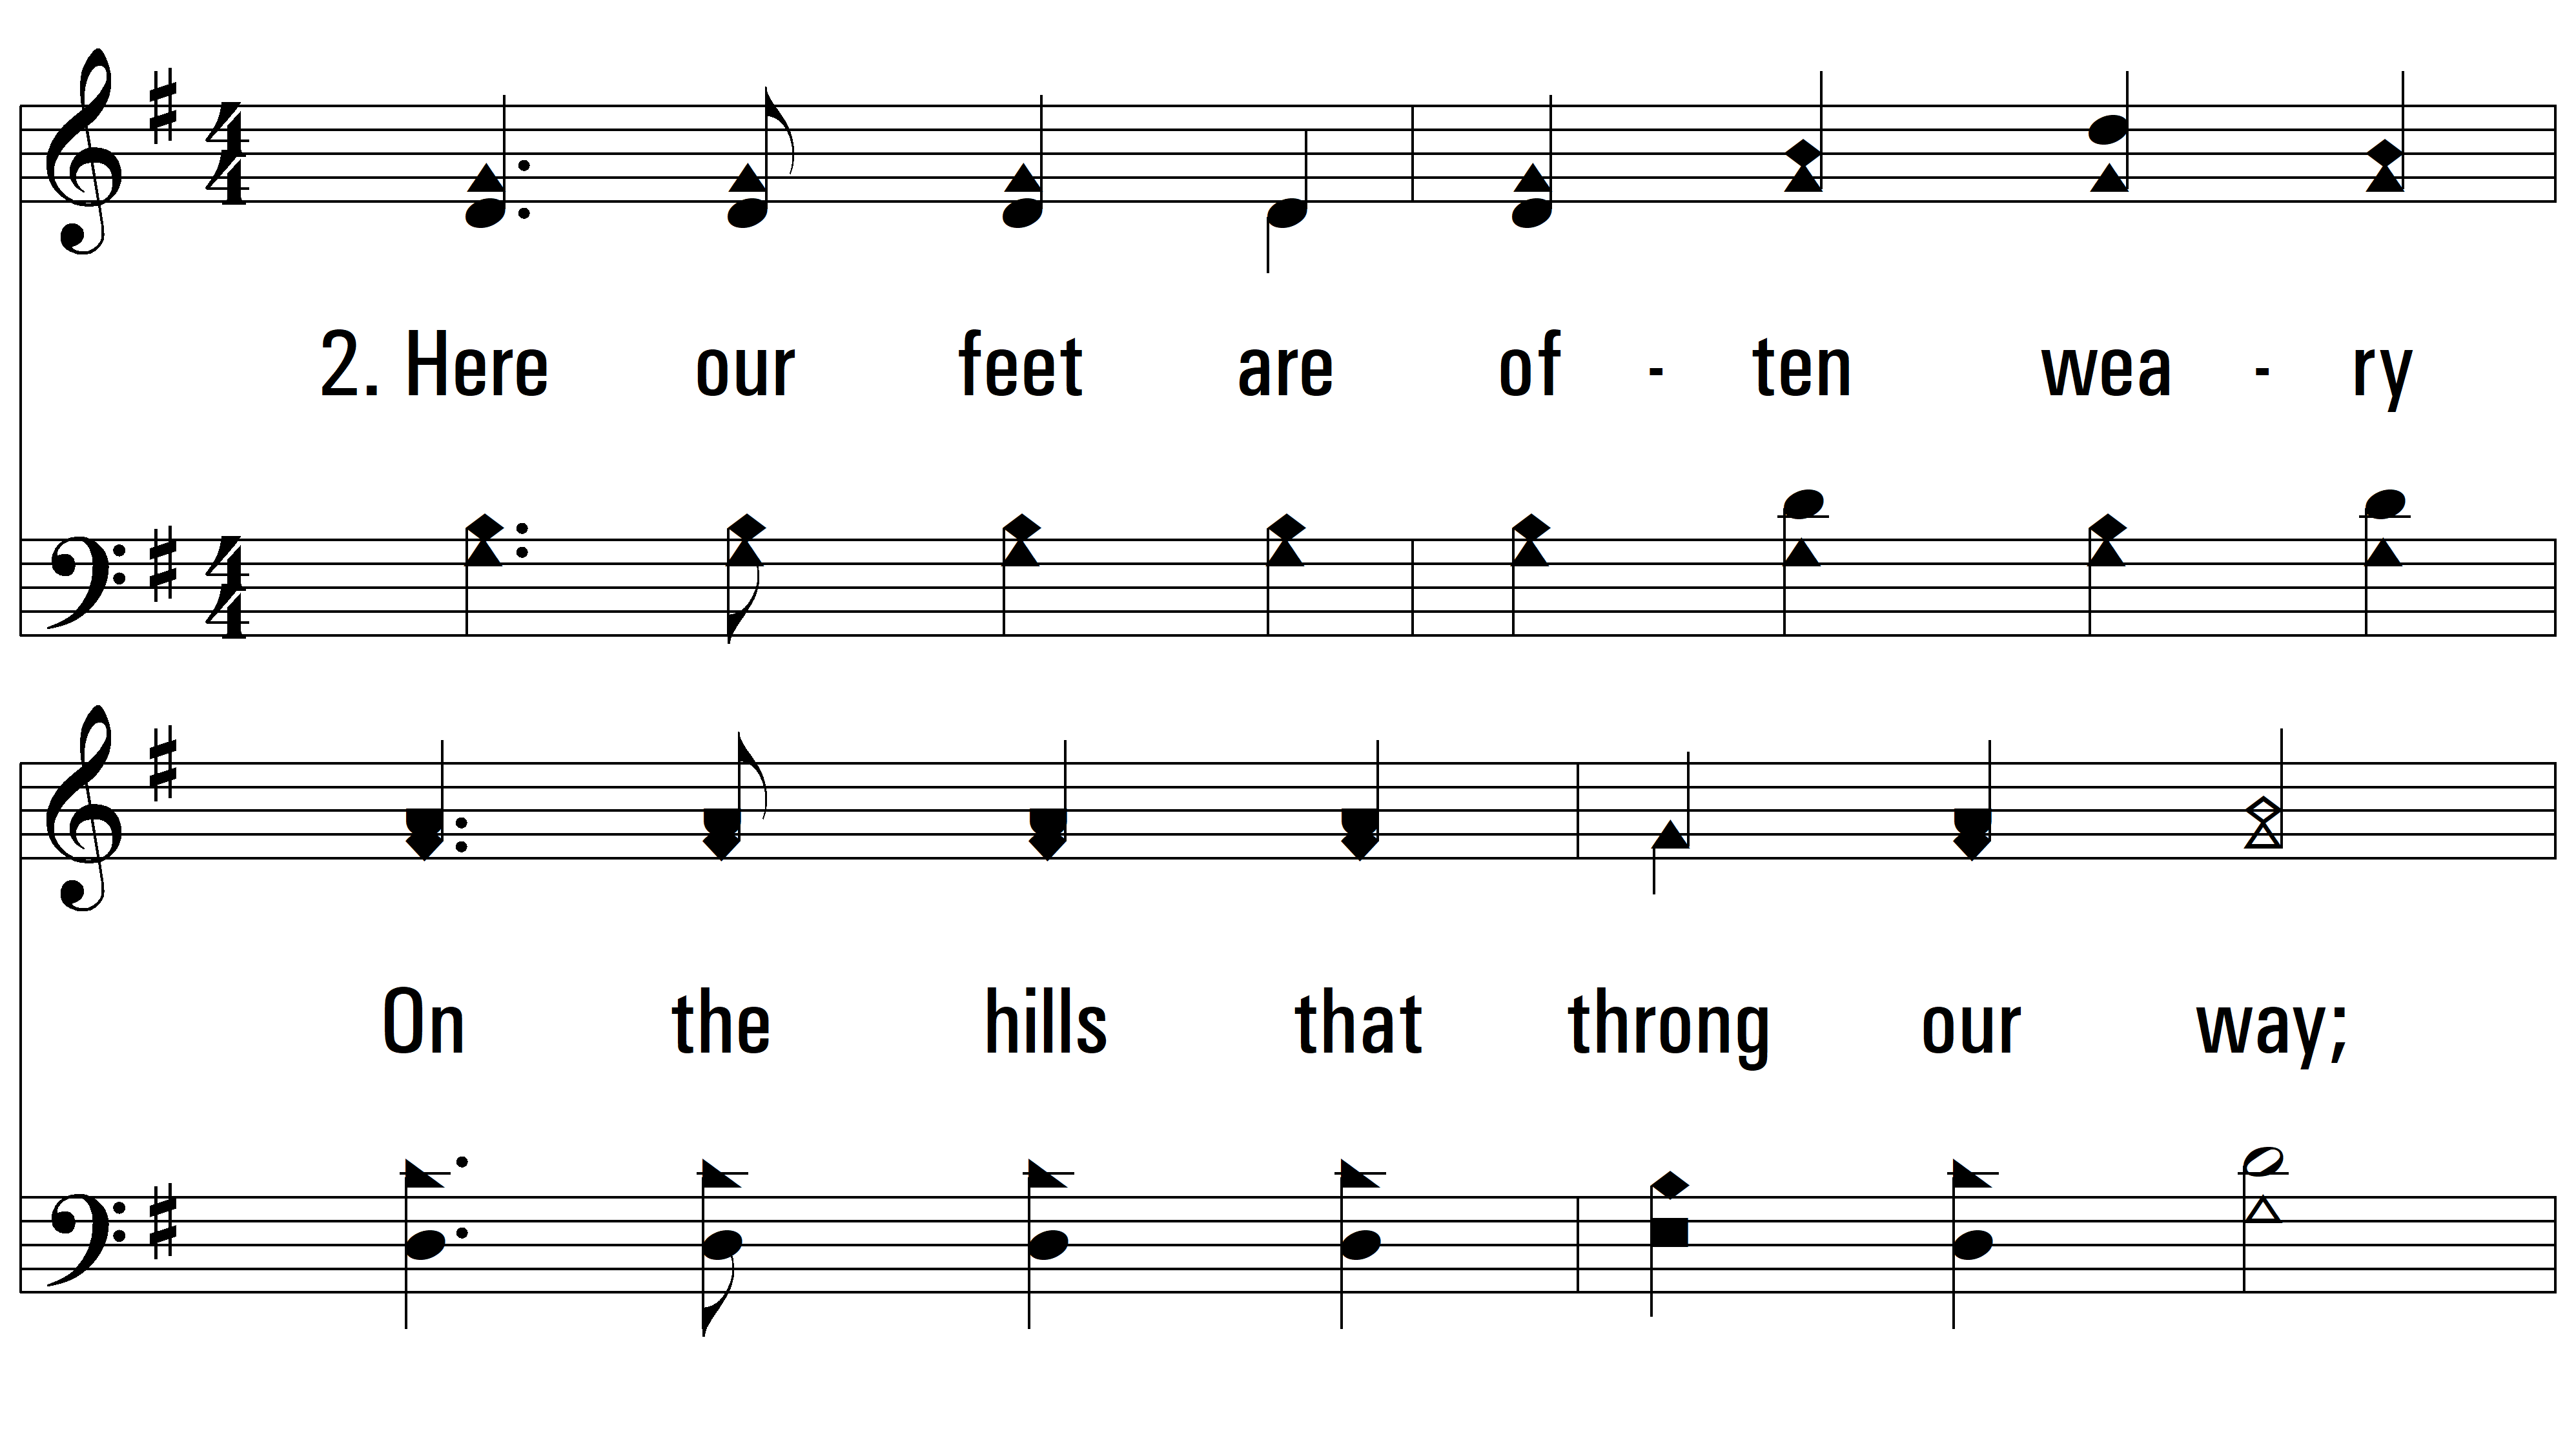 2. Here our feet are of - ten wea - ry
On the hills that throng our way;